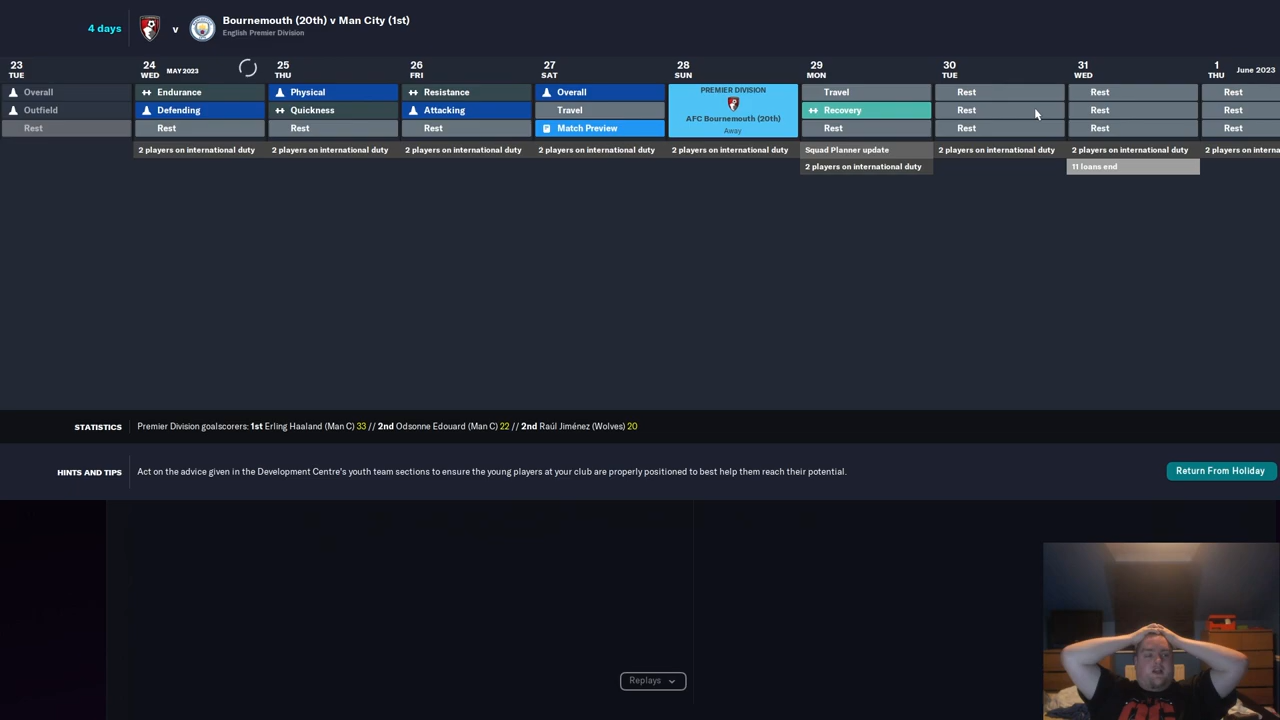 4 days
v
Bournemouth (20th) v Man City (1st)
English Premier Division
23
TUE
24
WED
MAY 2023
25
THU
26
FRI
27
SAT
28
SUN
29
MON
30
TUE
31
WED
1
THU
June 2023
Overall
Outfield
Rest
Endurance
Defending
Rest
2 players on international duty
Physical
Quickness
Rest
2 players on international duty
Resistance
Attacking
Rest
2 players on international duty
Overall
Travel
Match Preview
2 players on international duty
PREMIER DIVISION
AFC Bournemouth (20th)
Away
2 players on international duty
Travel
Recovery
Rest
Squad Planner update
2 players on international duty
Rest
Rest
Rest
2 players on international duty
Rest
Rest
Rest
2 players on international duty
11 loans end
Rest
Rest
Rest
2 players on interna
STATISTICS
Premier Division goalscorers: 1st Erling Haaland (Man C) 33 // 2nd Odsonne Edouard (Man C) 22 // 2nd Raúl Jiménez (Wolves) 20
HINTS AND TIPS
Act on the advice given in the Development Centre's youth team sections to ensure the young players at your club are properly positioned to best help them reach their potential.
Return From Holiday
Replays